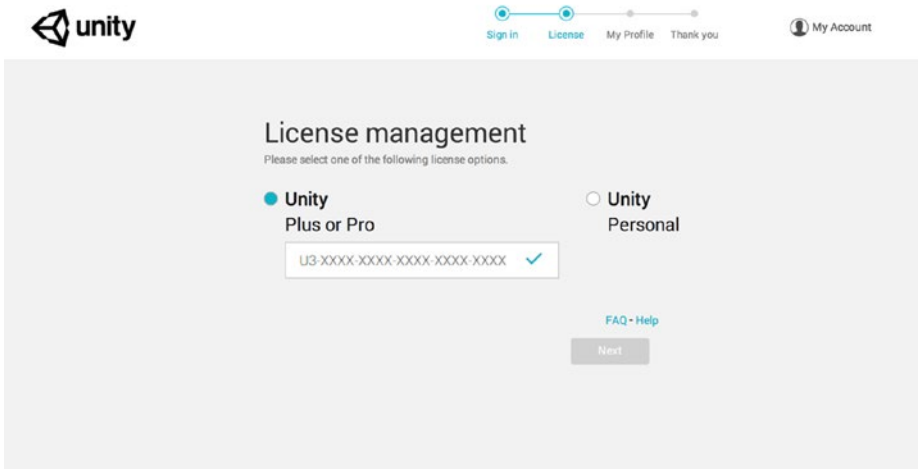 unity
Sign in License My Profile Thank you
My Account
License management
Please select one of the following license options.
Unity
Plus or Pro
U3-XXXX-XXXX-XXXX-XXXX-XXXX
Unity
Personal
FAQ - Help
Next